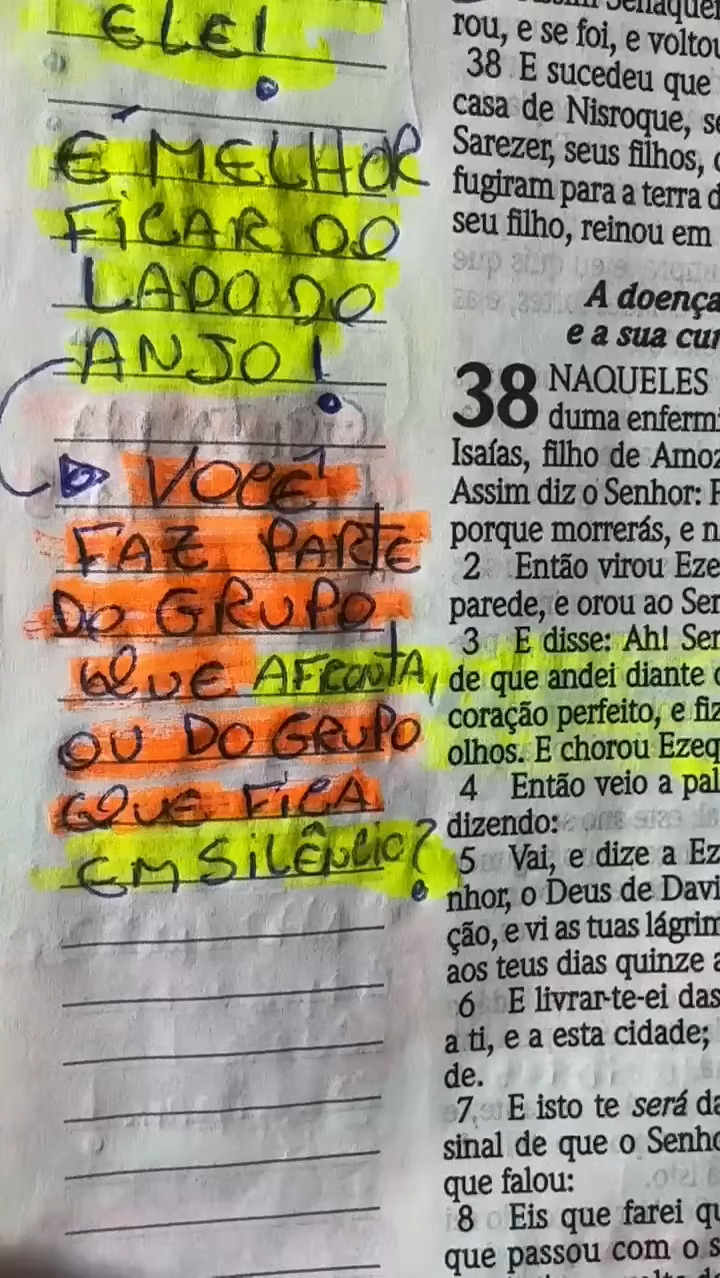 ELE!
É MELHOR
FICAR DO
LADO DO
ANJO!
VOCÊ
FAZ PARTE
DO GRUPO
QUE AFRONTA,
OU DO GRUPO
QUE FICA
EM SILÊNCIO?
rou, e se foi, e voltou
38 E sucedeu que
casa de Nisroque, se
Sarezer, seus filhos,
fugiram para a terra d
seu filho, reinou em
A doença
e a sua cur
38 NAQUELES
duma enfermi
Isaías, filho de Amoz
Assim diz o Senhor:
porque morrerás, e n
2 Então virou Eze
parede, e orou ao Ser
3 E disse: Ah! Ser
de que andei diante
coração perfeito, e fiz
olhos. E chorou Ezeq
4 Então veio a pal
dizendo:
5 Vai, e dize a Ez
nhor, o Deus de Davi
ção, e vi as tuas lágrim
aos teus dias quinze a
6 E livrar-te-ei das
a ti, e a esta cidade;
de.
7 E isto te será da
sinal de que o Senho
que falou:
8 Eis que farei qu
que passou com o s